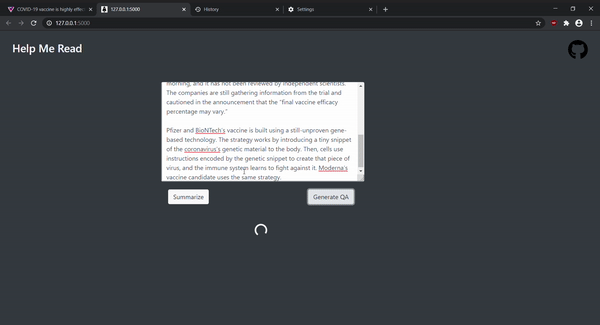 COVID-19 vaccine is highly effe
127.0.0.1:5000
History
Settings
127.0.0.1:5000
Help Me Read
morning, and it has not been reviewed by independent scientists.
The companies are still gathering information from the trial and
cautioned in the announcement that the "final vaccine efficacy
percentage may vary."
Pfizer and BioNTech's vaccine is built using a still-unproven gene-
based technology. The strategy works by introducing a tiny snippet
of the coronavirus's genetic material to the body. Then, cells use
instructions encoded by the genetic snippet to create that piece of
virus, and the immune system learns to fight against it. Moderna's
vaccine candidate uses the same strategy.
Summarize
Generate QA